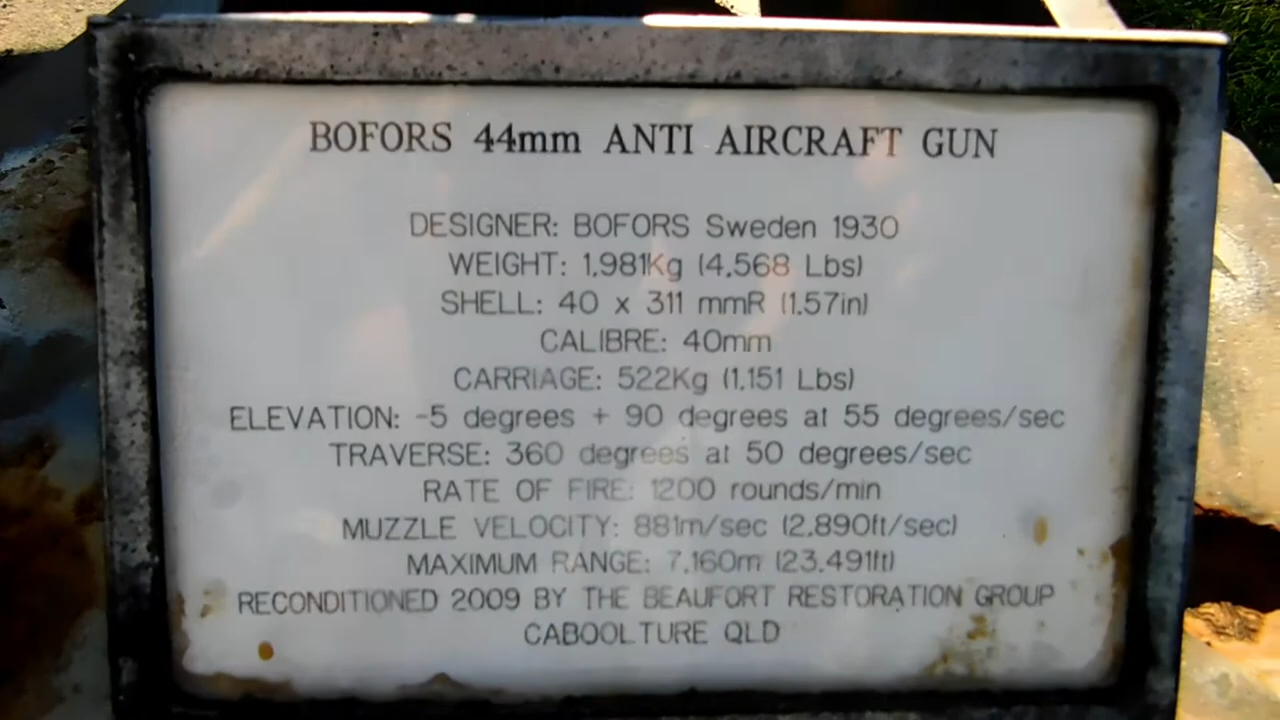 BOFORS 44mm ANTI AIRCRAFT GUN
DESIGNER: BOFORS Sweden 1930
WEIGHT: 1,981Kg (4,568 Lbs)
SHELL: 40 x 311 mmR (1.57in)
CALIBRE: 40mm
CARRIAGE: 522Kg (1,151 Lbs)
ELEVATION: -5 degrees + 90 degrees at 55 degrees/sec
TRAVERSE: 360 degrees at 50 degrees/sec
RATE OF FIRE: 1200 rounds/min
MUZZLE VELOCITY: 881m/sec (2,890ft/sec)
MAXIMUM RANGE: 7,160m (23,491ft)
RECONDITIONED 2009 BY THE BEAUFORT RESTORATION GROUP
CABOOLTURE QLD